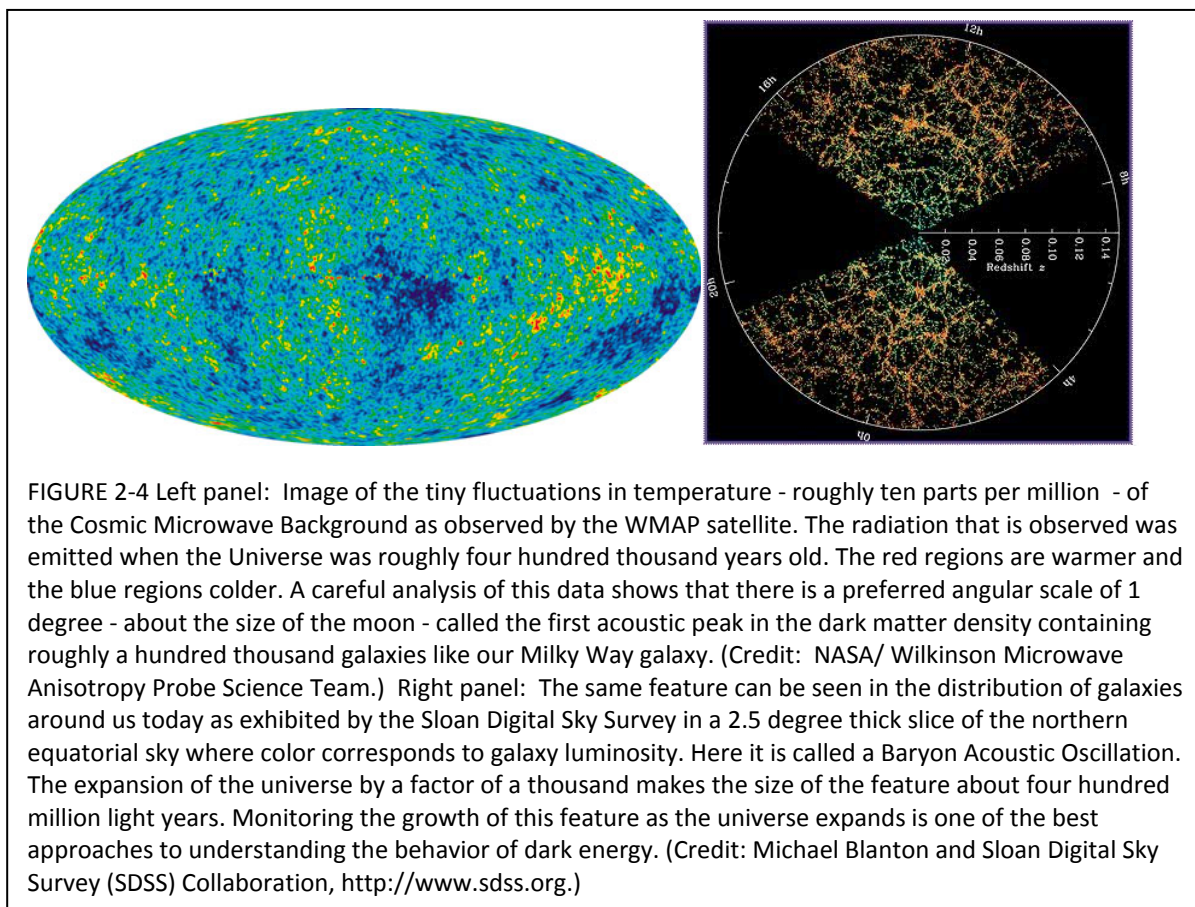 12h
16h
8h
0.02
0.04
0.06
0.08
0.10
0.12
0.14
Redshift z
20h
4h
0h
FIGURE 2-4 Left panel:  Image of the tiny fluctuations in temperature - roughly ten parts per million  - of
the Cosmic Microwave Background as observed by the WMAP satellite. The radiation that is observed was
emitted when the Universe was roughly four hundred thousand years old. The red regions are warmer and
the blue regions colder. A careful analysis of this data shows that there is a preferred angular scale of 1
degree - about the size of the moon - called the first acoustic peak in the dark matter density containing
roughly a hundred thousand galaxies like our Milky Way galaxy. (Credit:  NASA/ Wilkinson Microwave
Anisotropy Probe Science Team.)  Right panel:  The same feature can be seen in the distribution of galaxies
around us today as exhibited by the Sloan Digital Sky Survey in a 2.5 degree thick slice of the northern
equatorial sky where color corresponds to galaxy luminosity. Here it is called a Baryon Acoustic Oscillation.
The expansion of the universe by a factor of a thousand makes the size of the feature about four hundred
million light years. Monitoring the growth of this feature as the universe expands is one of the best
approaches to understanding the behavior of dark energy. (Credit: Michael Blanton and Sloan Digital Sky
Survey (SDSS) Collaboration, http://www.sdss.org.)